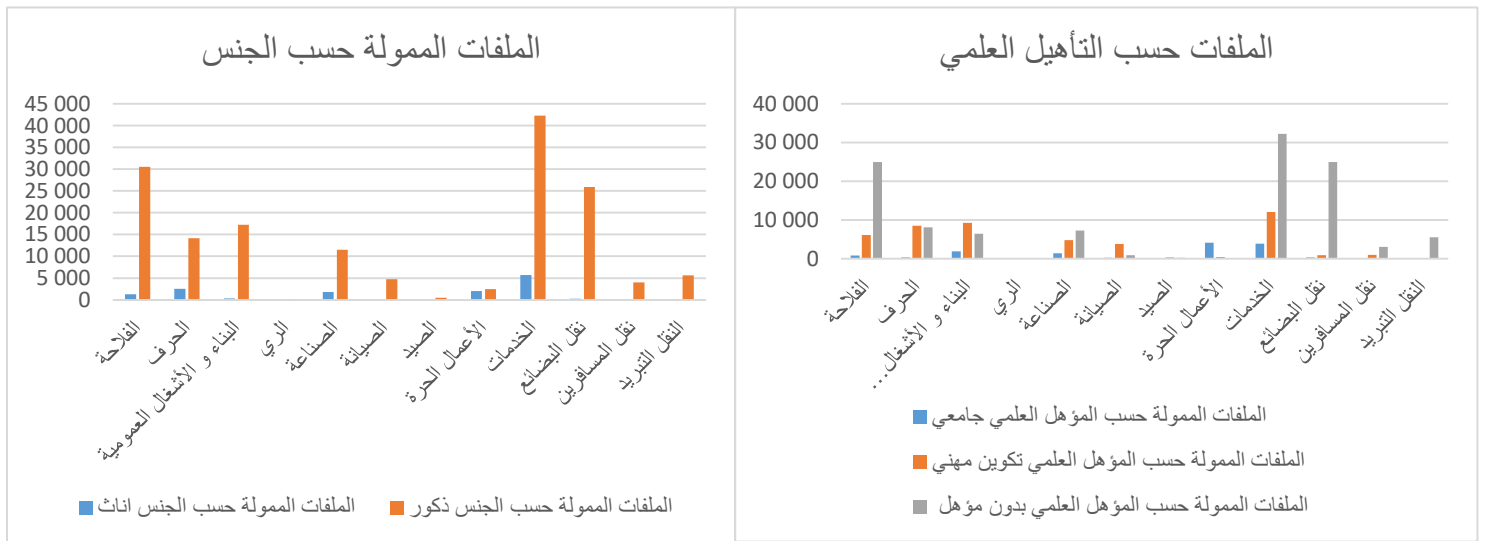 الملفات الممولة حسب الجنس
45 000
40 000
35 000
30 000
25 000
20 000
15 000
10 000
5 000
0
الفلاحة
الحرف
البناء و الأشغال العمومية
الري
الصناعة
الصيانة
الصيد
الأعمال الحرة
الخدمات
نقل البضائع
نقل المسافرين
النقل التبريد
الملفات الممولة حسب الجنس اناث
الملفات الممولة حسب الجنس ذكور
الملفات حسب التأهيل العلمي
40 000
30 000
20 000
10 000
0
الفلاحة
الحرف
البناء و الأشغال...
الري
الصناعة
الصيانة
الصيد
الأعمال الحرة
الخدمات
نقل البضائع
نقل المسافرين
النقل التبريد
الملفات الممولة حسب المؤهل العلمي جامعي
الملفات الممولة حسب المؤهل العلمي تكوين مهني
الملفات الممولة حسب المؤهل العلمي بدون مؤهل